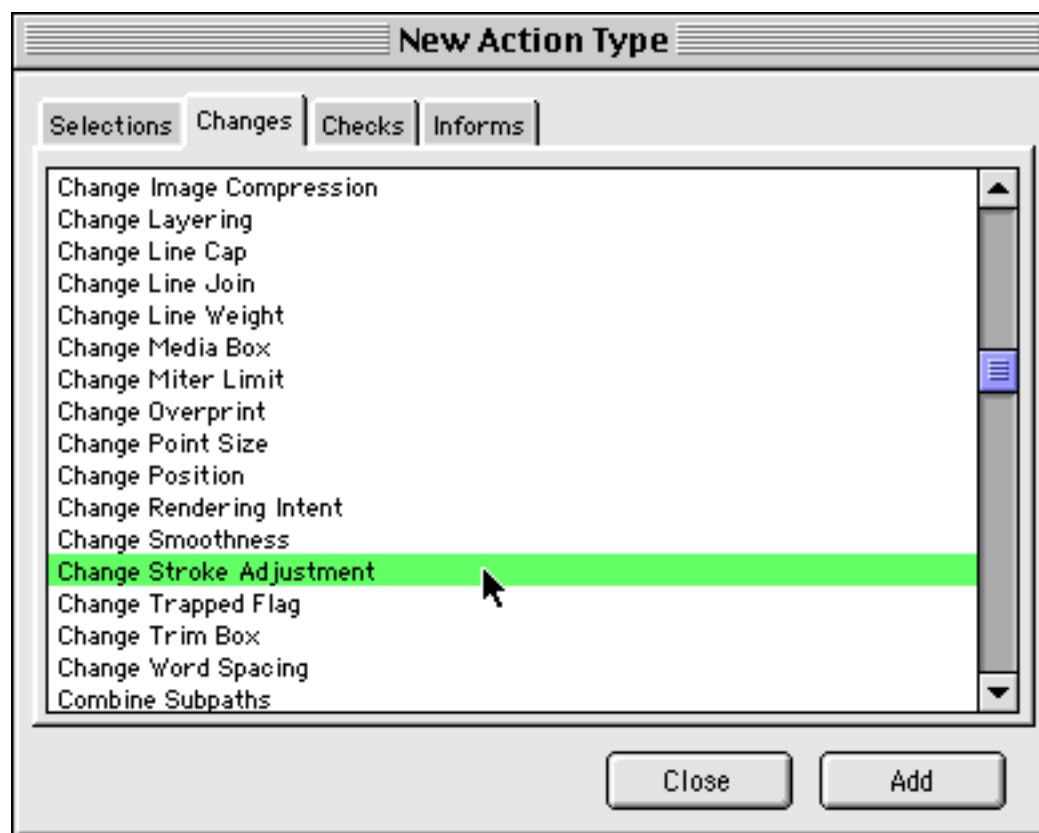 New Action Type
Selections Changes Checks Informs
Change Image Compression
Change Layering
Change Line Cap
Change Line Join
Change Line Weight
Change Media Box
Change Miter Limit
Change Overprint
Change Point Size
Change Position
Change Rendering Intent
Change Smoothness
Change Stroke Adjustment
Change Trapped Flag
Change Trim Box
Change Word Spacing
Combine Subpaths
Close Add